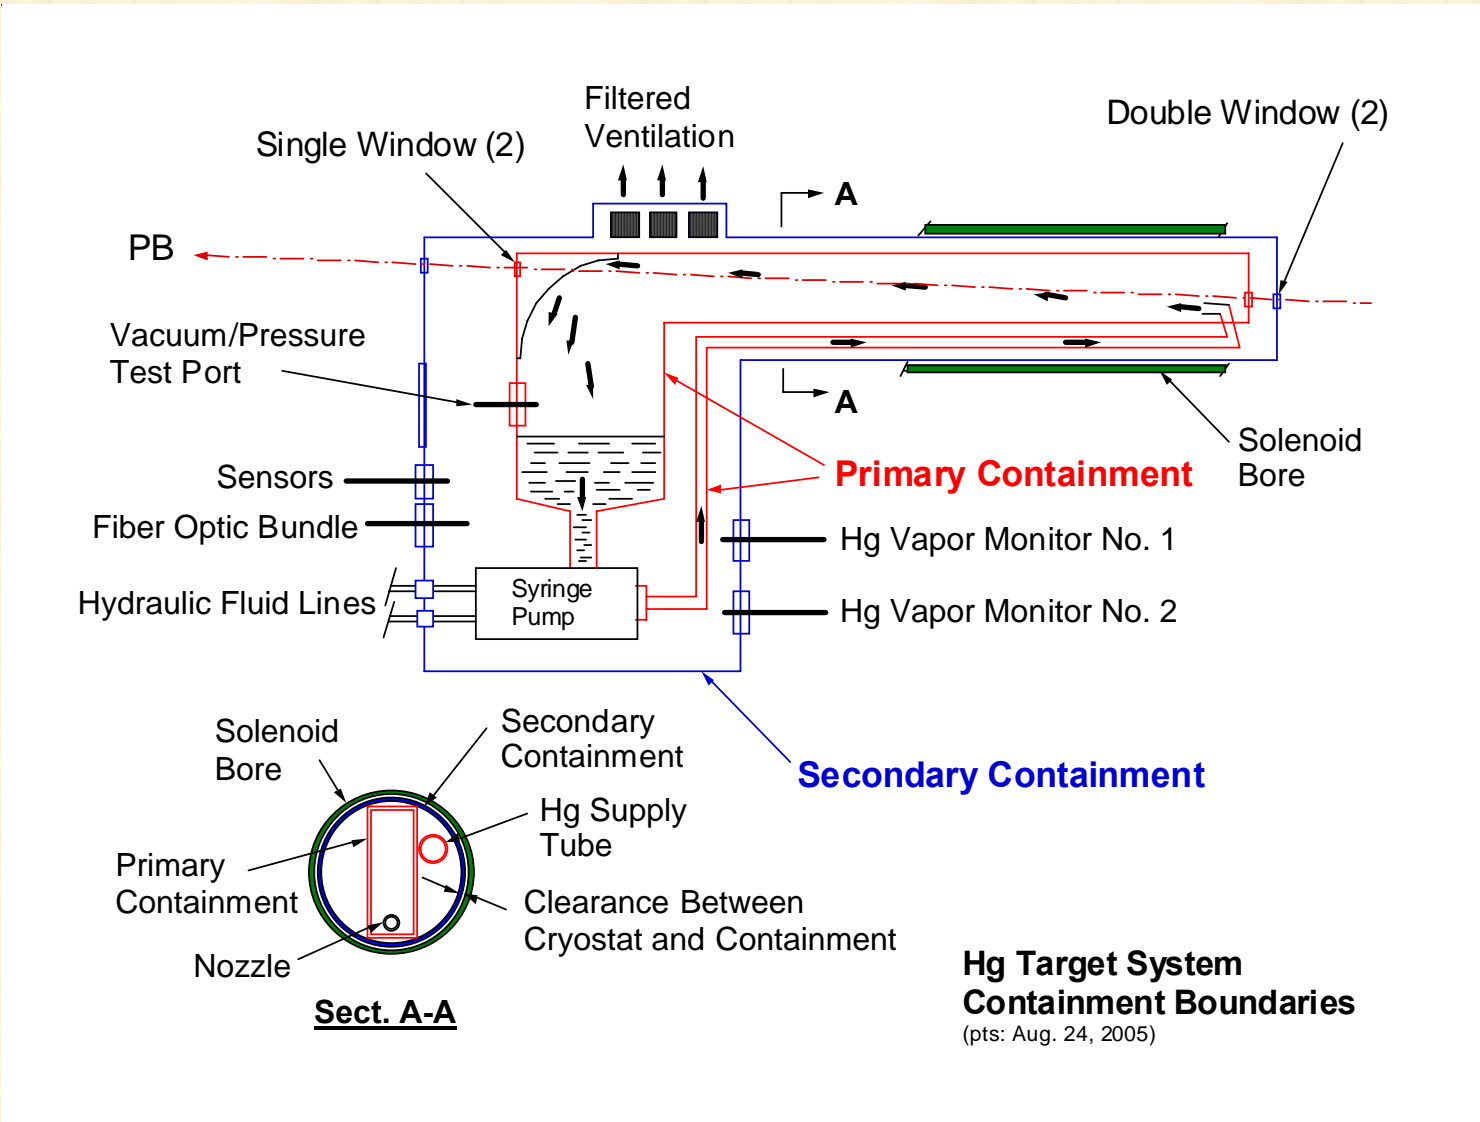 Filtered
Ventilation
Double Window (2)
Single Window (2)
A
PB
Vacuum/Pressure
Test Port
A
Solenoid
Bore
Primary Containment
Sensors
Fiber Optic Bundle
Hg Vapor Monitor No. 1
Hydraulic Fluid Lines
Syringe
Pump
Hg Vapor Monitor No. 2
Solenoid
Bore
Secondary
Containment
Secondary Containment
Hg Supply
Tube
Primary
Containment
Clearance Between
Cryostat and Containment
Nozzle
Sect. A-A
Hg Target System
Containment Boundaries
(pts: Aug. 24, 2005)